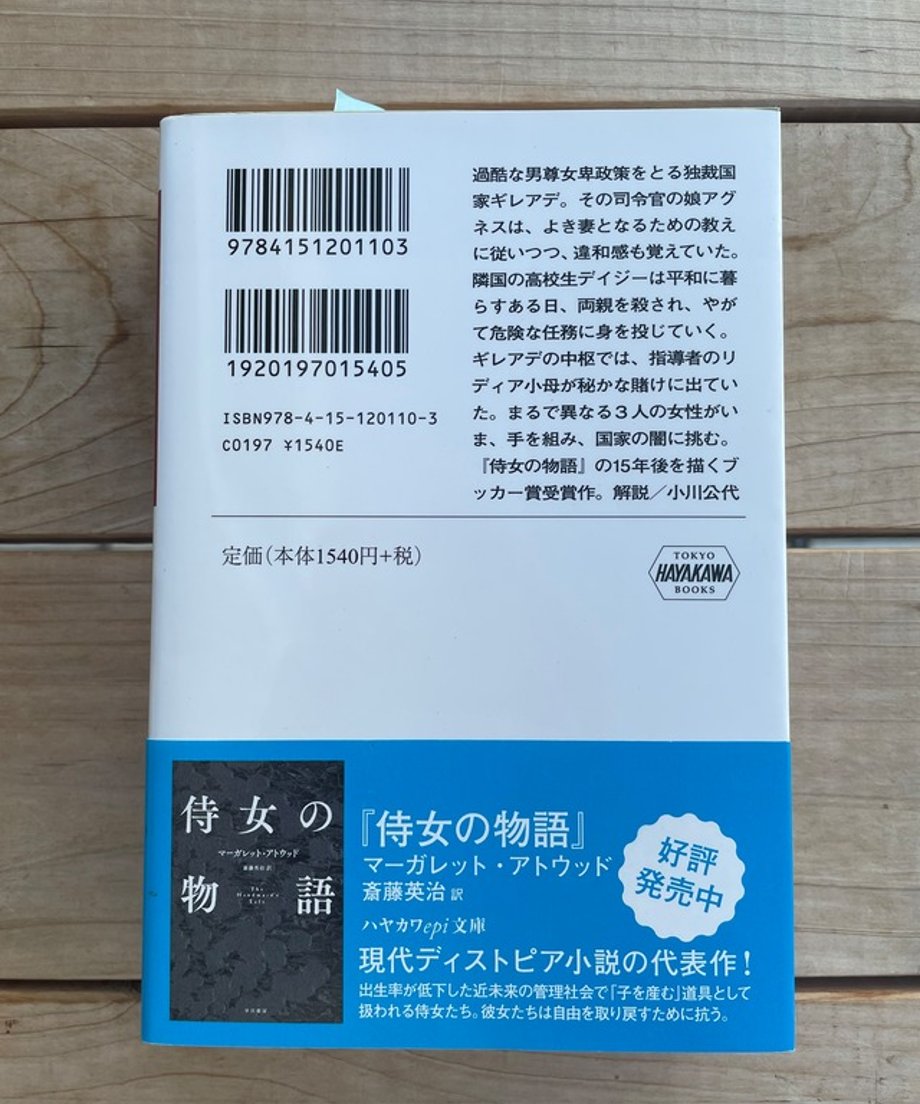 9784151201103
1920197015405
ISBN978-4-15-120110-3
C0197 ¥1540E
過酷な男尊女卑政策をとる独裁国
家ギレアデ。その司令官の娘アグ
ネスは、よき妻となるための教え
に従いつつ、違和感も覚えていた。
隣国の高校生デイジーは平和に暮
らすある日、両親を殺され、やが
て危険な任務に身を投じていく。
ギレアデの中枢では、指導者のリ
ディア小母が秘かな賭けに出てい
た。まるで異なる3人の女性がい
ま、手を組み、国家の闇に挑む。
『侍女の物語』の15年後を描くブ
ッカー賞受賞作。解説／小川公代
定価（本体1540円+税）
TOKYO
HAYAKAWA
BOOKS
侍女の
マーガレット・アトウッド
斎藤英治 訳
物語
The
Handmaid's
Tale
早川書房
『侍女の物語』
マーガレット・アトウッド
斎藤英治 訳
ハヤカワepi文庫
好評
発売中
現代ディストピア小説の代表作！
出生率が低下した近未来の管理社会で「子を産む」道具として
扱われる侍女たち。彼女たちは自由を取り戻すために抗う。